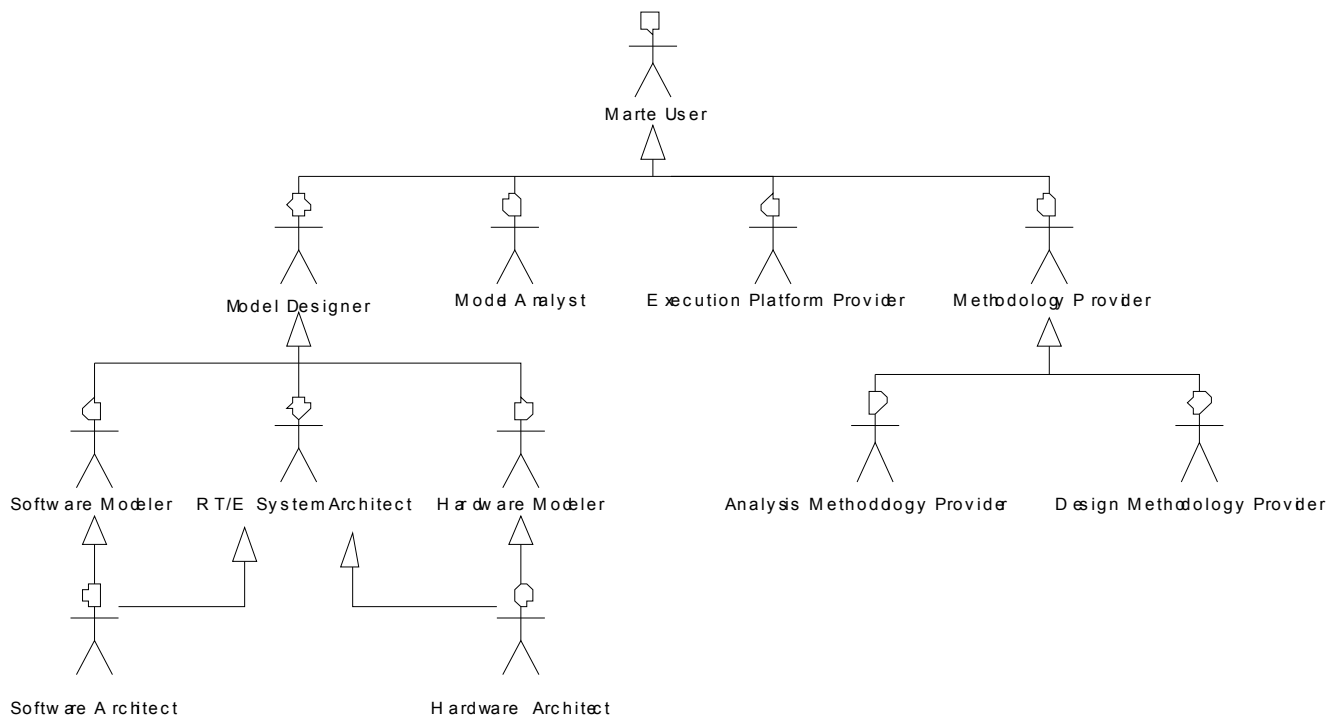 Marte User
Model Designer
Model Analyst
Execution Platform Provider
Methodology Provider
Software Modeler
RT/E System Architect
Hardware Modeler
Analysis Methodology Provider
Design Methodology Provider
Software Architect
Hardware Architect